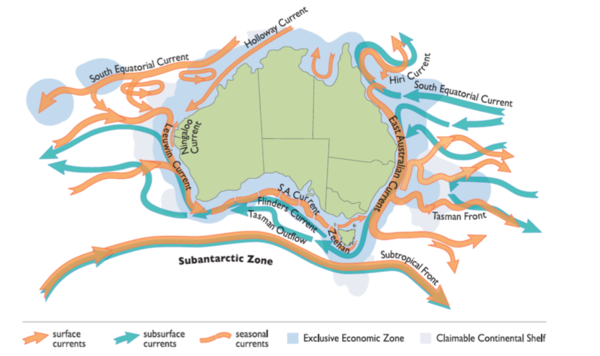 Holloway Current
South Equatorial Current
Hiri Current
South Equatorial Current
Ningaloo
Current
Leeuwin Current
East Australian Current
S.A. Current
Flinders Current
Tasman Outflow
Zeehan
Tasman Front
Subantarctic Zone
Subtropical Front
surface
currents
subsurface
currents
seasonal
currents
Exclusive Economic Zone
Claimable Continental Shelf